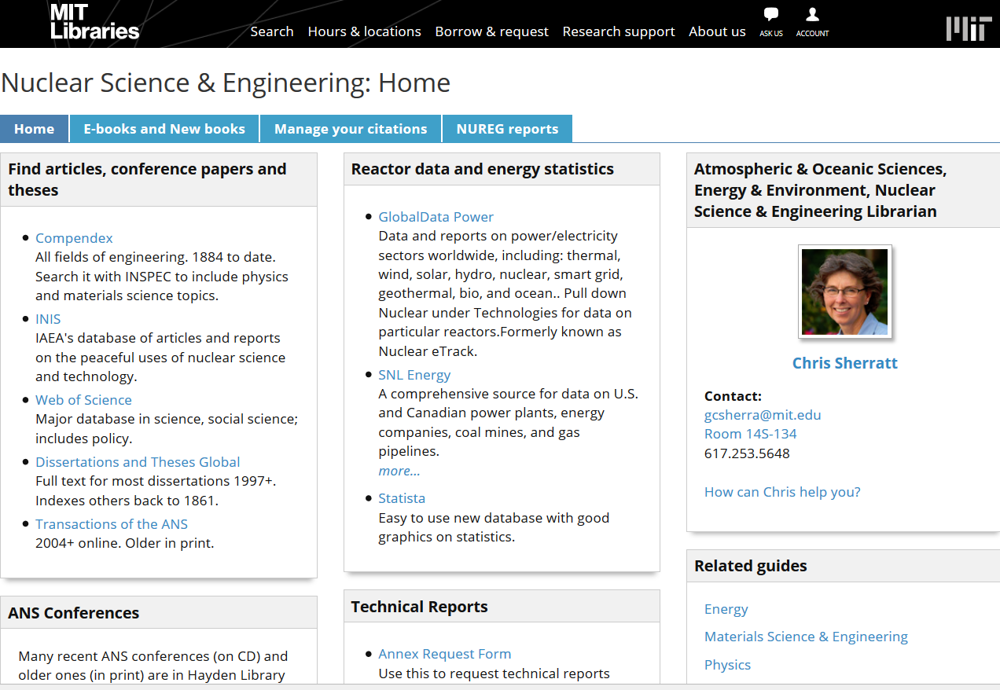 MIT
Libraries
Search Hours & locations Borrow & request Research support About us ASK US ACCOUNT
MIT
Nuclear Science & Engineering: Home
Home E-books and New books Manage your citations NUREG reports
Find articles, conference papers and
theses
Compendex
All fields of engineering. 1884 to date.
Search it with INSPEC to include physics
and materials science topics.
INIS
IAEA's database of articles and reports
on the peaceful uses of nuclear science
and technology.
Web of Science
Major database in science, social science;
includes policy.
Dissertations and Theses Global
Full text for most dissertations 1997+.
Indexes others back to 1861.
Transactions of the ANS
2004+ online. Older in print.
ANS Conferences
Many recent ANS conferences (on CD) and
older ones (in print) are in Hayden Library
Reactor data and energy statistics
GlobalData Power
Data and reports on power/electricity
sectors worldwide, including: thermal,
wind, solar, hydro, nuclear, smart grid,
geothermal, bio, and ocean.. Pull down
Nuclear under Technologies for data on
particular reactors.Formerly known as
Nuclear eTrack.
SNL Energy
A comprehensive source for data on U.S.
and Canadian power plants, energy
companies, coal mines, and gas
pipelines.
more...
Statista
Easy to use new database with good
graphics on statistics.
Technical Reports
Annex Request Form
Use this to request technical reports
Atmospheric & Oceanic Sciences,
Energy & Environment, Nuclear
Science & Engineering Librarian
Chris Sherratt
Contact:
gcsherra@mit.edu
Room 14S-134
617.253.5648
How can Chris help you?
Related guides
Energy
Materials Science & Engineering
Physics